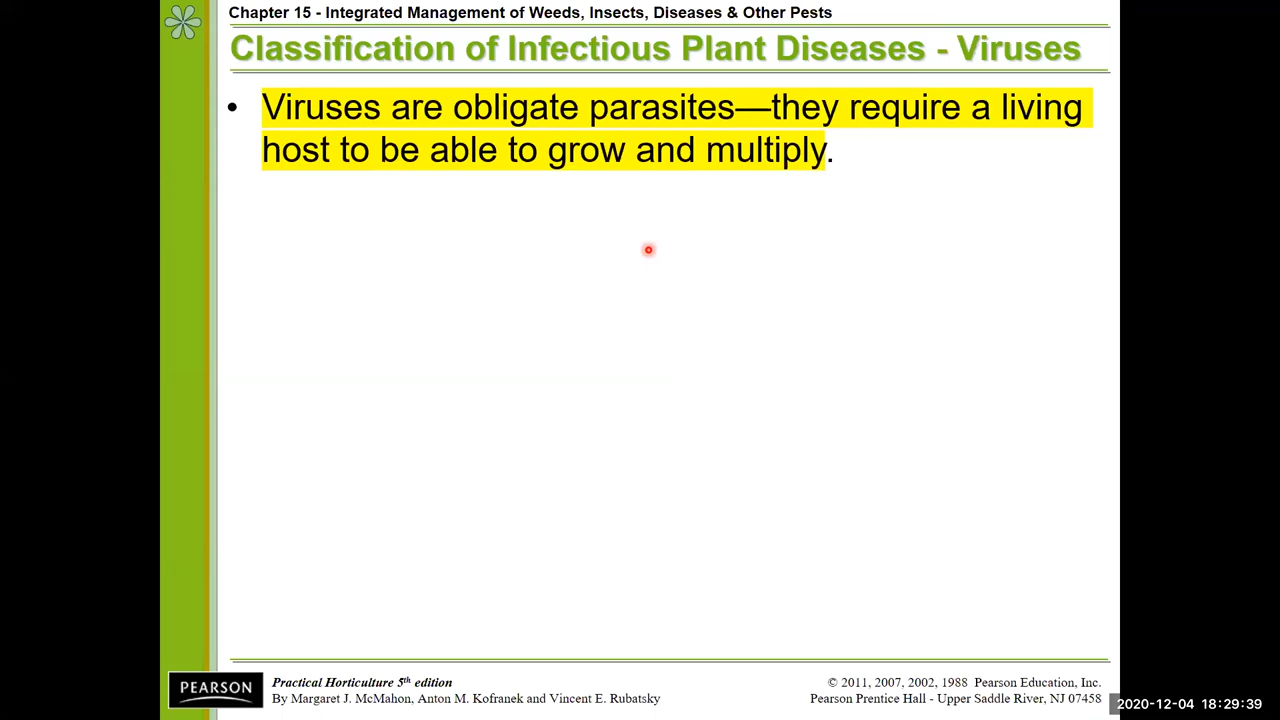 Chapter 15 - Integrated Management of Weeds, Insects, Diseases & Other Pests
Classification of Infectious Plant Diseases - Viruses
• Viruses are obligate parasites—they require a living
host to be able to grow and multiply.
PEARSON
Practical Horticulture 5th edition
By Margaret J. McMahon, Anton M. Kofranek and Vincent E. Rubatsky
© 2011, 2007, 2002, 1988 Pearson Education, Inc.
Pearson Prentice Hall - Upper Saddle River, NJ 07458
2020-12-04 18:29:39